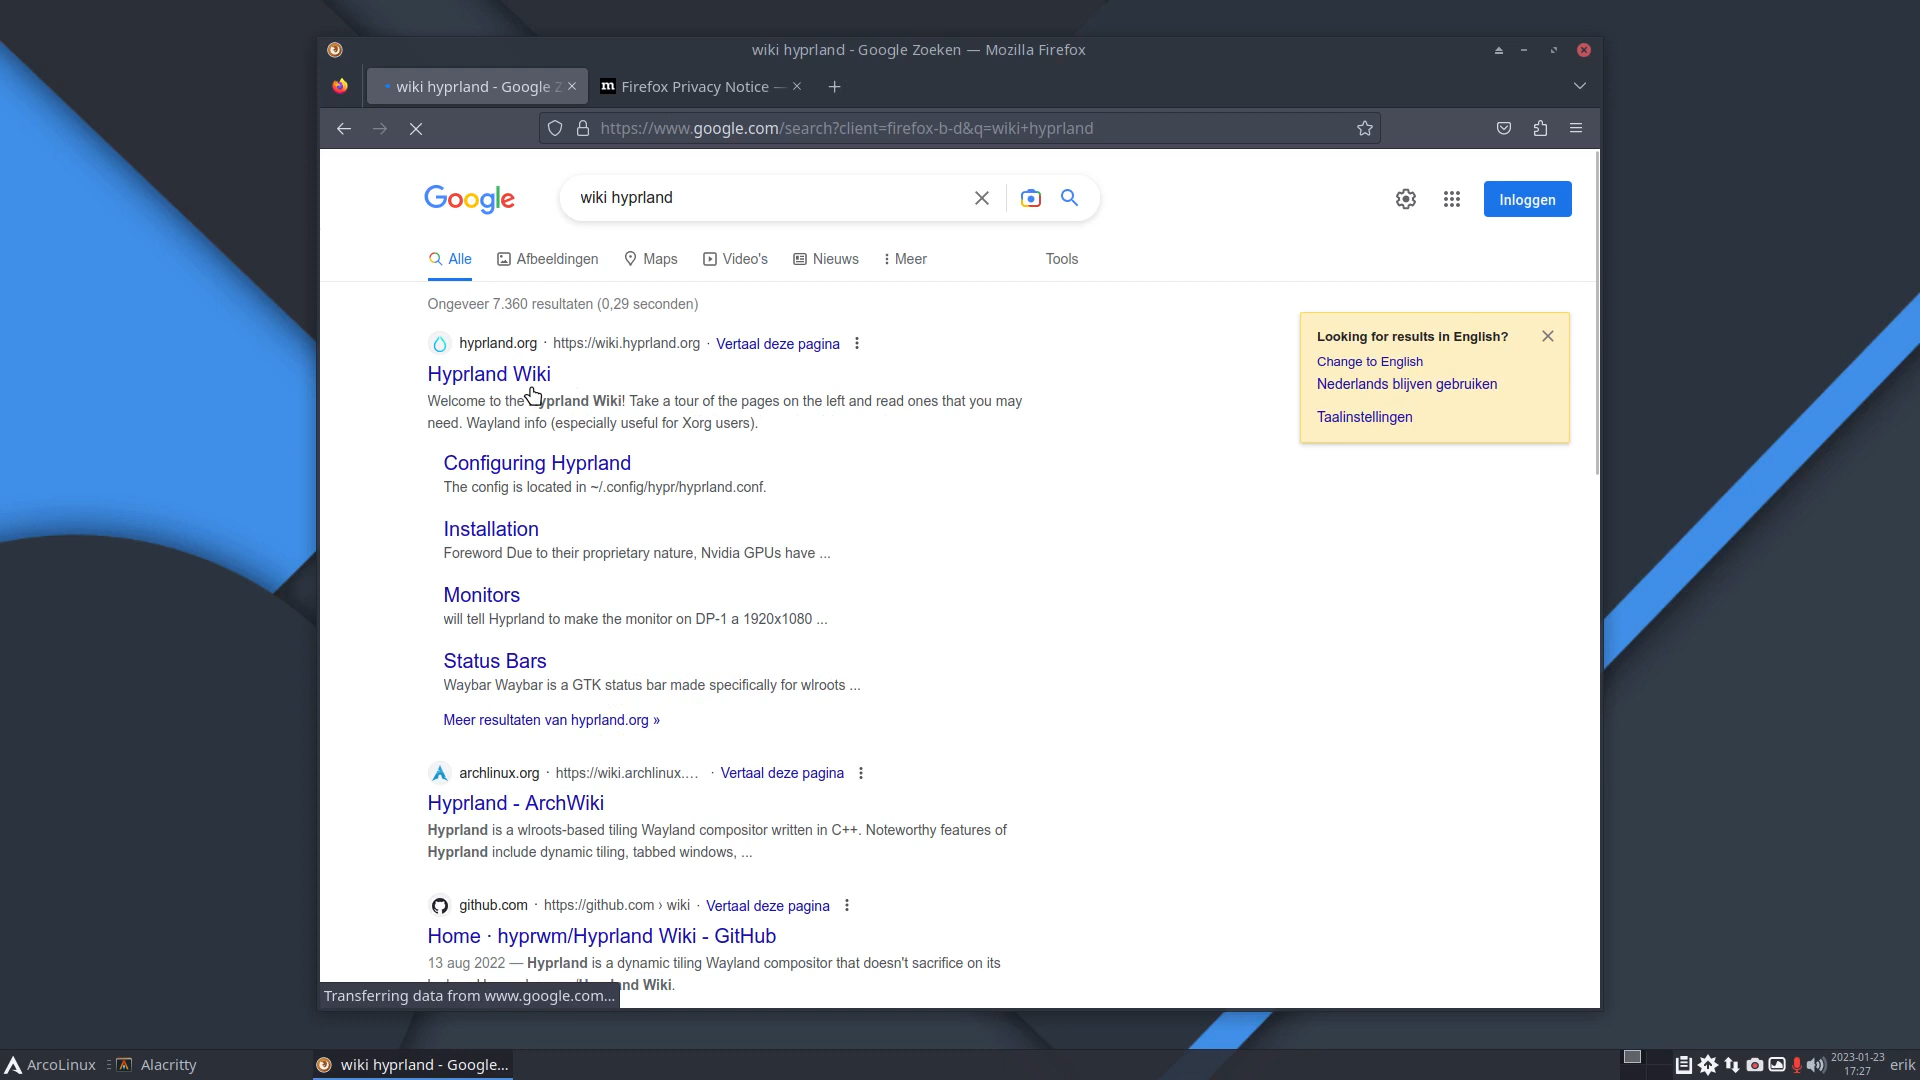 wiki hyprland - Google Zoeken — Mozilla Firefox
wiki hyprland - Google Z
m Firefox Privacy Notice —
https://www.google.com/search?client=firefox-b-d&q=wiki+hyprland
Google
wiki hyprland
Inloggen
Alle Afbeeldingen Maps Video's Nieuws Meer Tools
Ongeveer 7.360 resultaten (0,29 seconden)
hyprland.org · https://wiki.hyprland.org · Vertaal deze pagina
Hyprland Wiki
Welcome to the Hyprland Wiki! Take a tour of the pages on the left and read ones that you may
need. Wayland info (especially useful for Xorg users).
Configuring Hyprland
The config is located in ~/.config/hypr/hyprland.conf.
Installation
Foreword Due to their proprietary nature, Nvidia GPUs have ...
Monitors
will tell Hyprland to make the monitor on DP-1 a 1920x1080 ...
Status Bars
Waybar Waybar is a GTK status bar made specifically for wlroots ...
Meer resultaten van hyprland.org »
archlinux.org · https://wiki.archlinux.... · Vertaal deze pagina
Hyprland - ArchWiki
Hyprland is a wlroots-based tiling Wayland compositor written in C++. Noteworthy features of
Hyprland include dynamic tiling, tabbed windows, ...
github.com · https://github.com › wiki · Vertaal deze pagina
Home · hyprwm/Hyprland Wiki - GitHub
13 aug 2022 — Hyprland is a dynamic tiling Wayland compositor that doesn't sacrifice on its
nd Wiki.
Looking for results in English?
Change to English
Nederlands blijven gebruiken
Taalinstellingen
Transferring data from www.google.com...
ArcoLinux
Alacritty
wiki hyprland - Google...
2023-01-23
17:27
erik